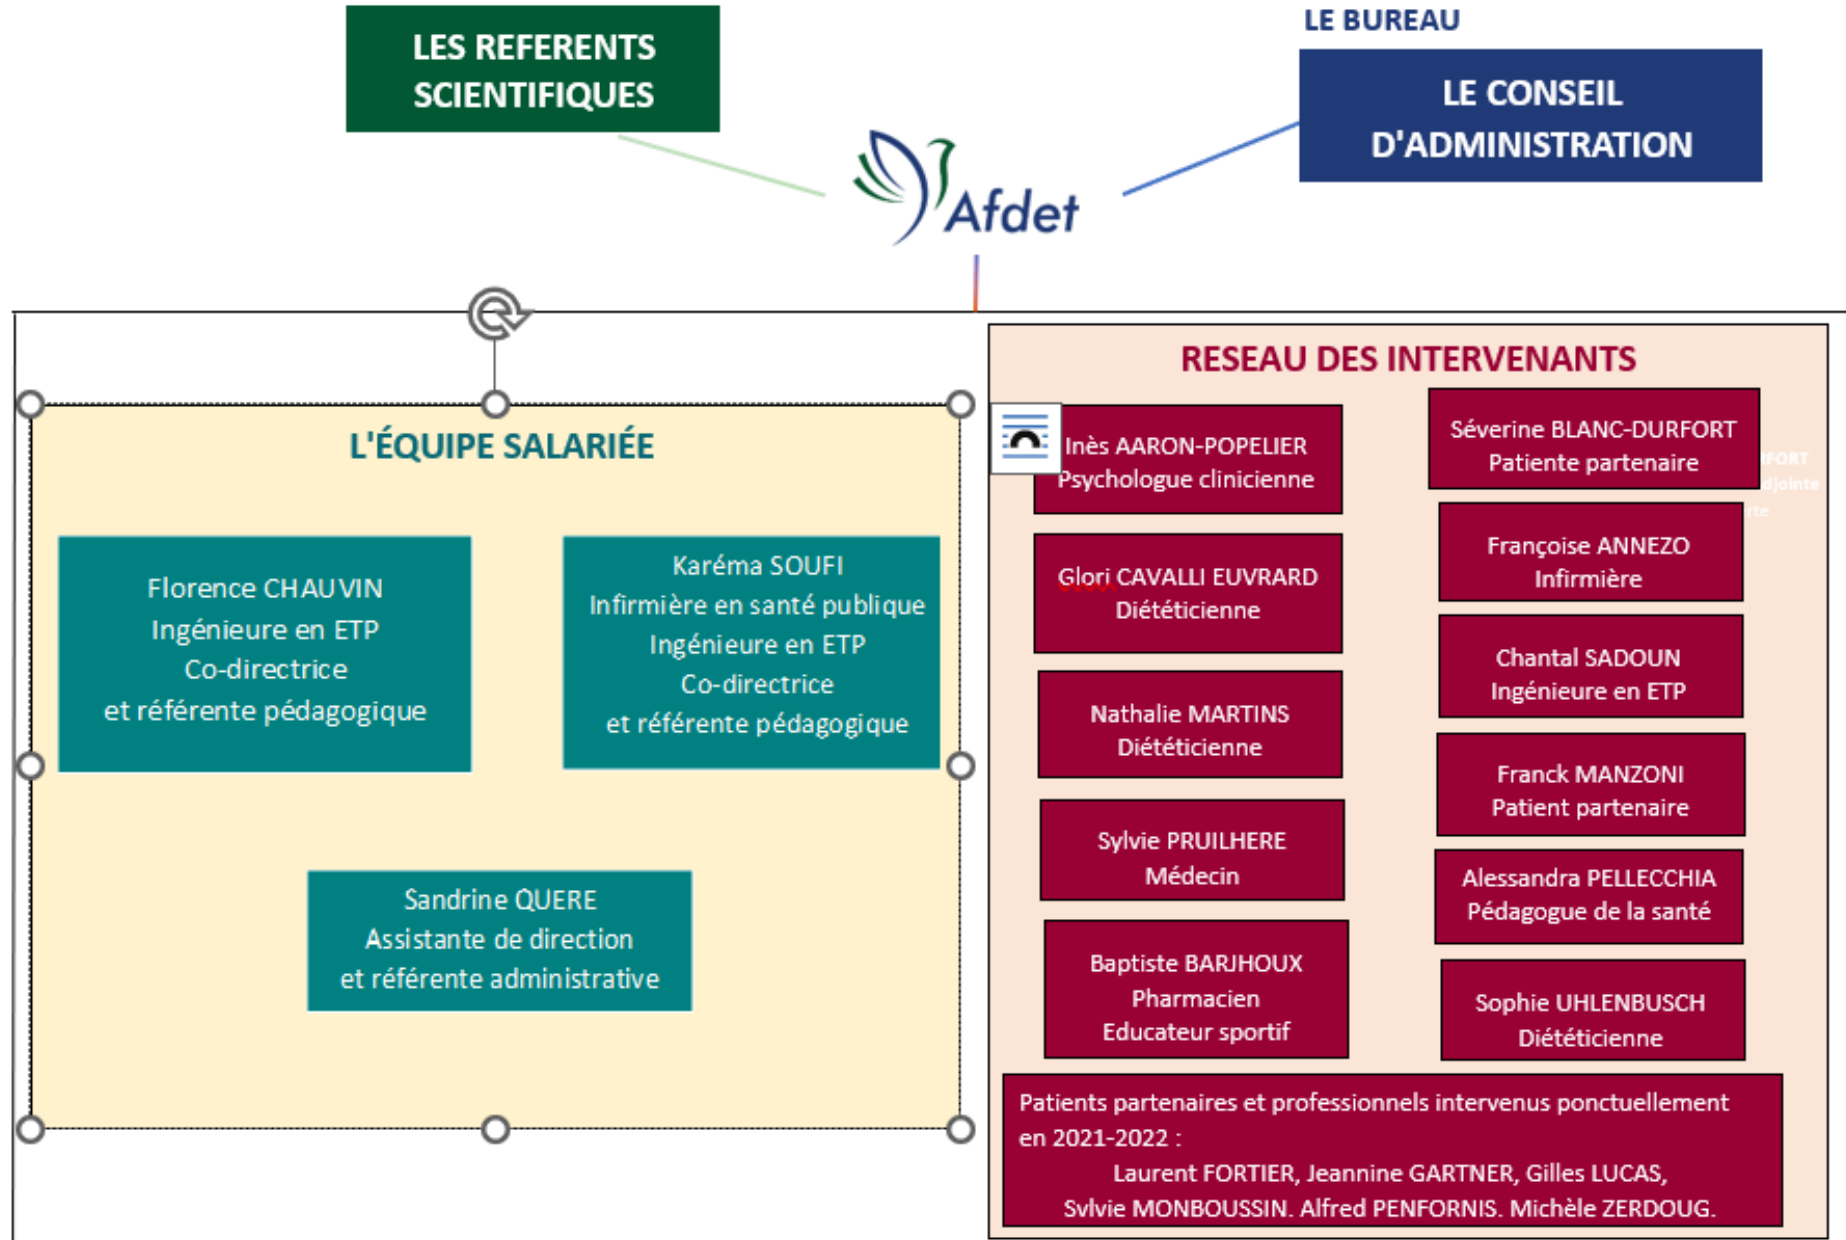 LES REFERENTS
SCIENTIFIQUES
LE BUREAU
LE CONSEIL
D'ADMINISTRATION
Afdet
L'ÉQUIPE SALARIÉE
Florence CHAUVIN
Ingénieure en ETP
Co-directrice
et référente pédagogique
Karéma SOUFI
Infirmière en santé publique
Ingénieure en ETP
Co-directrice
et référente pédagogique
Sandrine QUERE
Assistante de direction
et référente administrative
RESEAU DES INTERVENANTS
Inès AARON-POPELIER
Psychologue clinicienne
Glori CAVALLI EUVRARD
Diététicienne
Nathalie MARTINS
Diététicienne
Sylvie PRUILHERE
Médecin
Baptiste BARJHOUX
Pharmacien
Educateur sportif
Séverine BLANC-DURFORT
Patiente partenaire
Françoise ANNEZO
Infirmière
Chantal SADOUN
Ingénieure en ETP
Franck MANZONI
Patient partenaire
Alessandra PELLECCHIA
Pédagogue de la santé
Sophie UHLENBUSCH
Diététicienne
Patients partenaires et professionnels intervenus ponctuellement
en 2021-2022 :
Laurent FORTIER, Jeannine GARTNER, Gilles LUCAS,
Sylvie MONBOUSSIN. Alfred PENFORNIS. Michèle ZERDOUG.